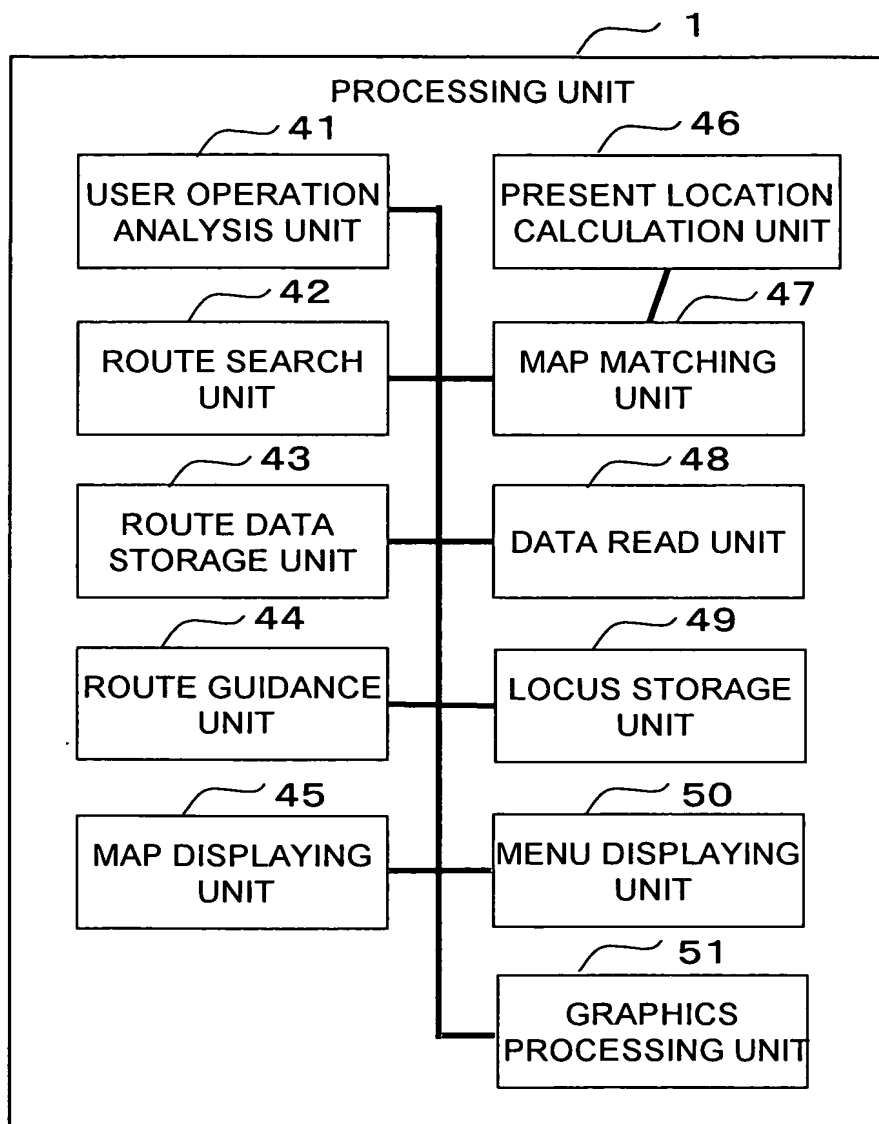 1
PROCESSING UNIT
41
USER OPERATION
ANALYSIS UNIT
46
PRESENT LOCATION
CALCULATION UNIT
42
ROUTE SEARCH
UNIT
47
MAP MATCHING
UNIT
43
ROUTE DATA
STORAGE UNIT
48
DATA READ UNIT
44
ROUTE GUIDANCE
UNIT
49
LOCUS STORAGE
UNIT
45
MAP DISPLAYING
UNIT
50
MENU DISPLAYING
UNIT
51
GRAPHICS
PROCESSING UNIT